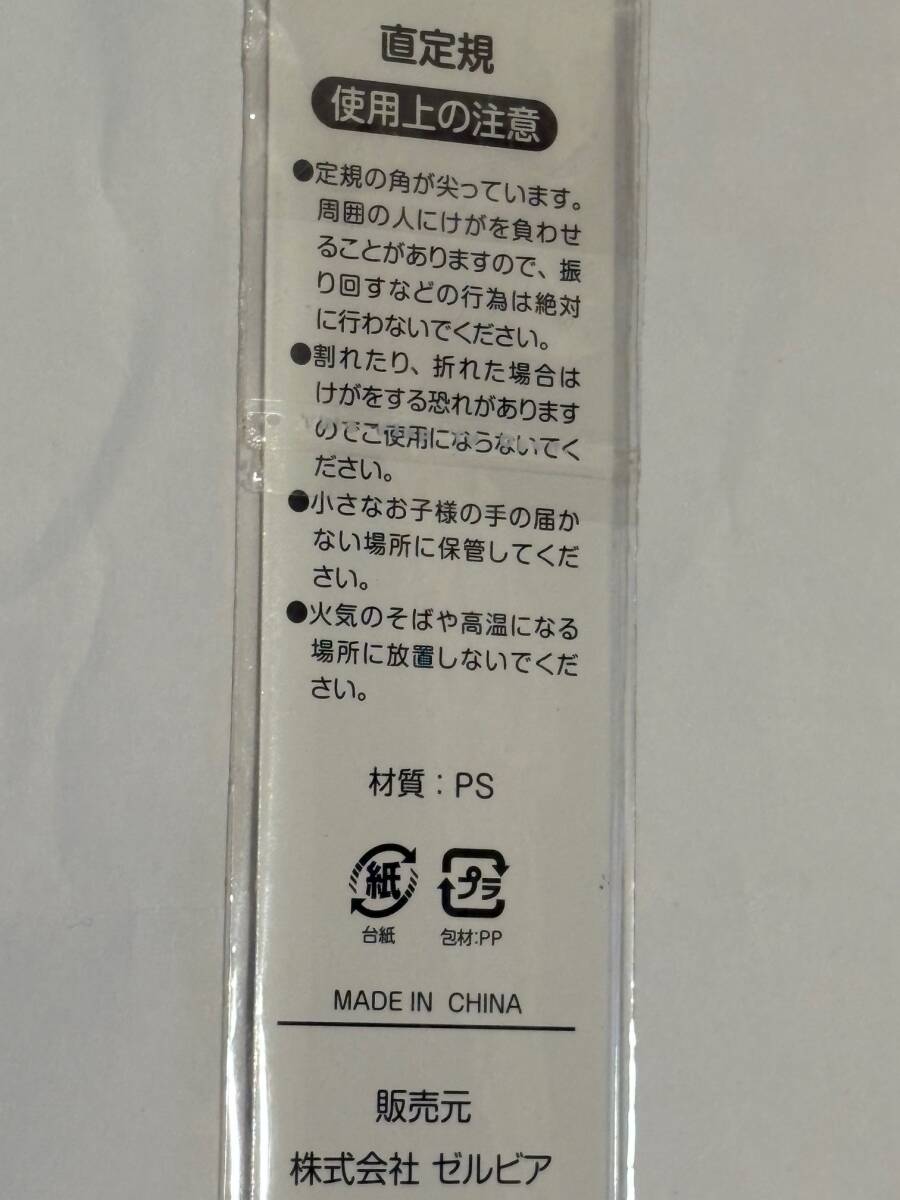 直定規
使用上の注意
●定規の角が尖っています。
周囲の人にけがを負わせ
ることがありますので、振
り回すなどの行為は絶対
に行わないでください。
●割れたり、折れた場合は
けがをする恐れがあります
のでご使用にならないでく
ださい。
●小さなお子様の手の届か
ない場所に保管してくだ
さい。
●火気のそばや高温になる
場所に放置しないでくだ
さい。
材質：PS
紙 プラ
台紙 包材:PP
MADE IN CHINA
販売元
株式会社 ゼルビア